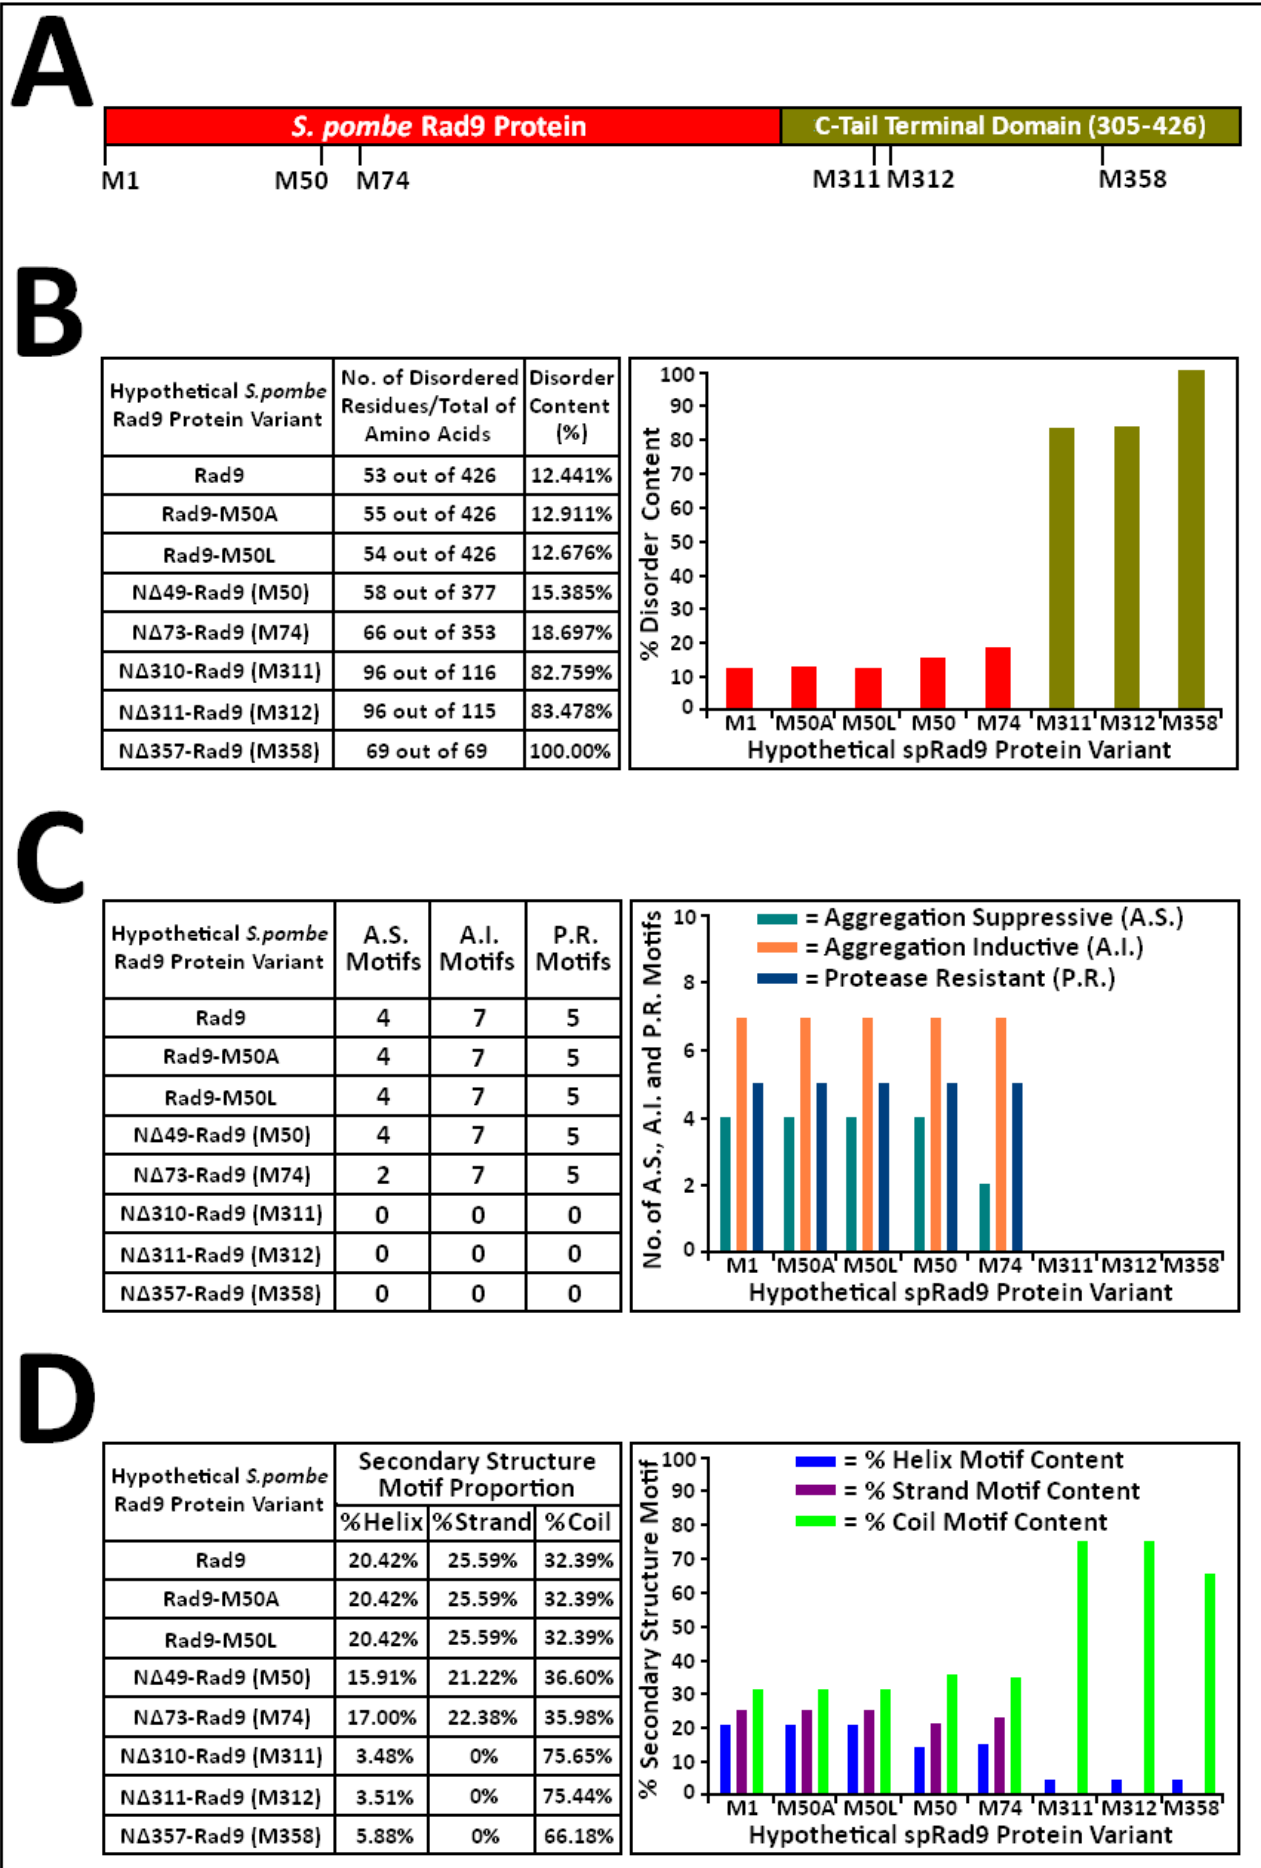 A
S. pombe Rad9 Protein
C-Tail Terminal Domain (305-426)
M1
M50
M74
M311
M312
M358
B
Hypothetical S.pombe
Rad9 Protein Variant
No. of Disordered
Residues/Total of
Amino Acids
Disorder
Content
(%)
Rad9 53 out of 426 12.441%
Rad9-M50A 55 out of 426 12.911%
Rad9-M50L 54 out of 426 12.676%
NΔ49-Rad9 (M50) 58 out of 377 15.385%
NΔ73-Rad9 (M74) 66 out of 353 18.697%
NΔ310-Rad9 (M311) 96 out of 116 82.759%
NΔ311-Rad9 (M312) 96 out of 115 83.478%
NΔ357-Rad9 (M358) 69 out of 69 100.00%
% Disorder Content
100
90
80
70
60
50
40
30
20
10
0
M1 M50A M50L M50 M74 M311 M312 M358
Hypothetical spRad9 Protein Variant
C
Hypothetical S.pombe
Rad9 Protein Variant
A.S.
Motifs
A.I.
Motifs
P.R.
Motifs
Rad9 4 7 5
Rad9-M50A 4 7 5
Rad9-M50L 4 7 5
NΔ49-Rad9 (M50) 4 7 5
NΔ73-Rad9 (M74) 2 7 5
NΔ310-Rad9 (M311) 0 0 0
NΔ311-Rad9 (M312) 0 0 0
NΔ357-Rad9 (M358) 0 0 0
No. of A.S., A.I. and P.R. Motifs
10
8
6
4
2
0
= Aggregation Suppressive (A.S.)
= Aggregation Inductive (A.I.)
= Protease Resistant (P.R.)
M1 M50A M50L M50 M74 M311 M312 M358
Hypothetical spRad9 Protein Variant
D
Hypothetical S.pombe
Rad9 Protein Variant
Secondary Structure
Motif Proportion
%Helix %Strand %Coil
Rad9 20.42% 25.59% 32.39%
Rad9-M50A 20.42% 25.59% 32.39%
Rad9-M50L 20.42% 25.59% 32.39%
NΔ49-Rad9 (M50) 15.91% 21.22% 36.60%
NΔ73-Rad9 (M74) 17.00% 22.38% 35.98%
NΔ310-Rad9 (M311) 3.48% 0% 75.65%
NΔ311-Rad9 (M312) 3.51% 0% 75.44%
NΔ357-Rad9 (M358) 5.88% 0% 66.18%
% Secondary Structure Motif
100
90
80
70
60
50
40
30
20
10
0
= % Helix Motif Content
= % Strand Motif Content
= % Coil Motif Content
M1 M50A M50L M50 M74 M311 M312 M358
Hypothetical spRad9 Protein Variant